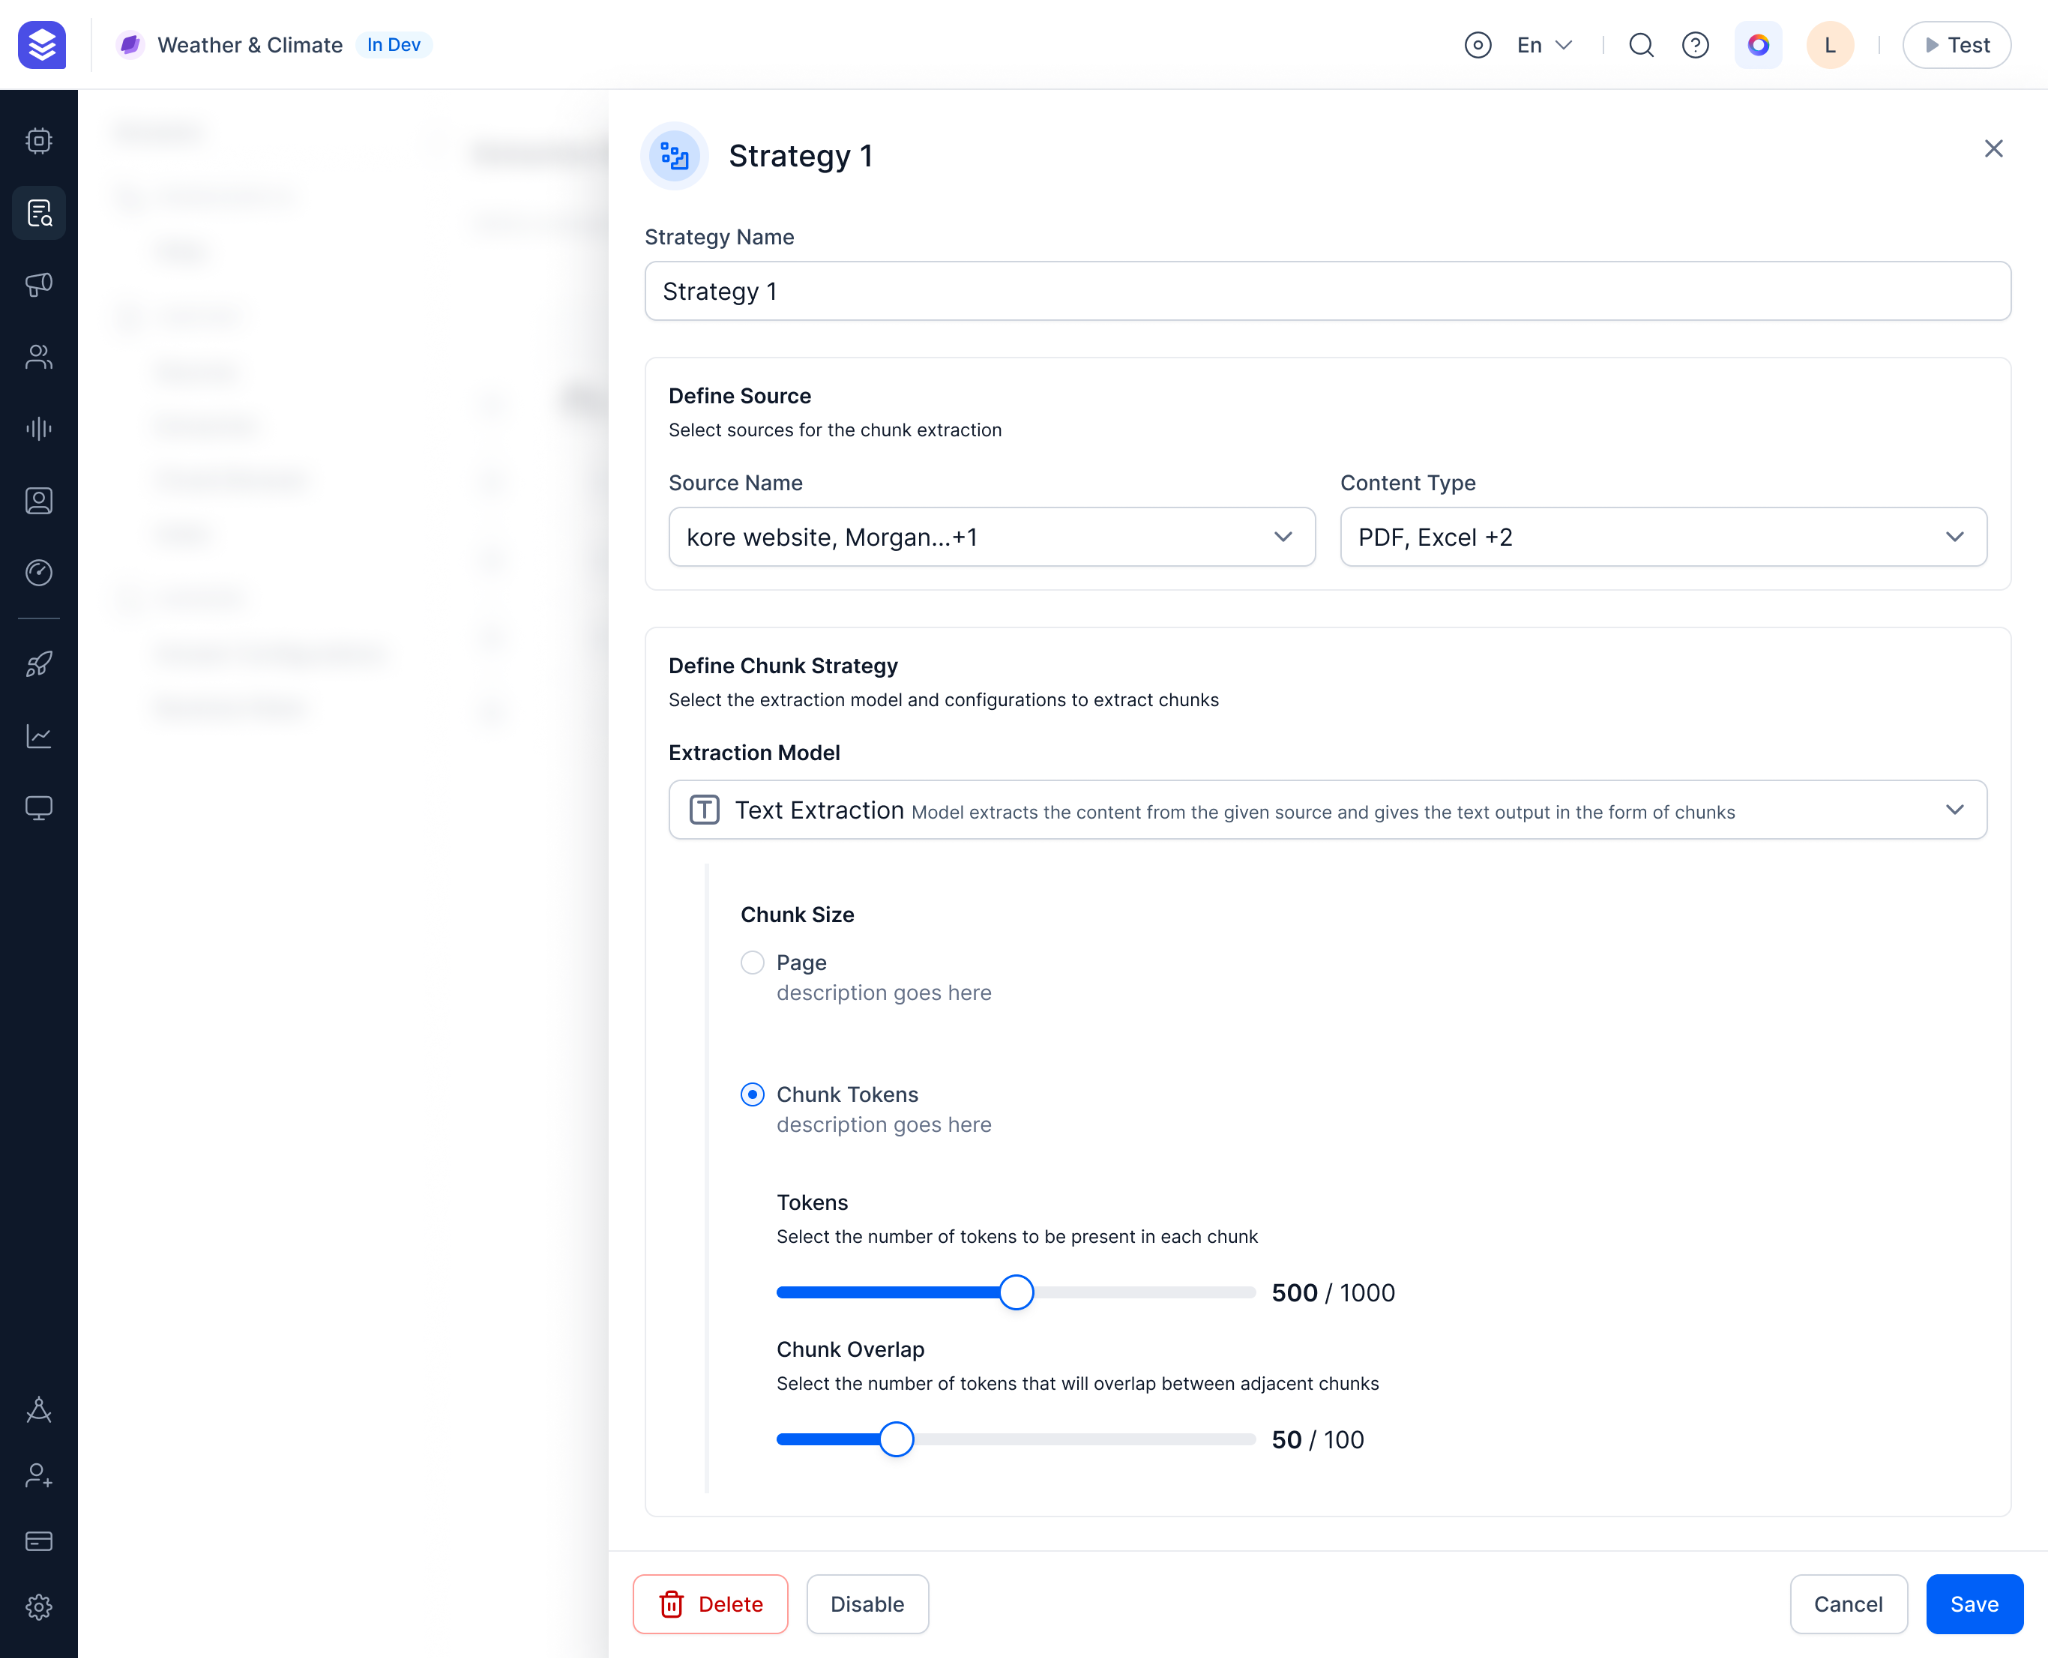 Weather & Climate In Dev
En
L
Test
Strategy 1
Strategy Name
Strategy 1
Define Source
Select sources for the chunk extraction
Source Name
Content Type
kore website, Morgan...+1
PDF, Excel +2
Define Chunk Strategy
Select the extraction model and configurations to extract chunks
Extraction Model
Text Extraction Model extracts the content from the given source and gives the text output in the form of chunks
Chunk Size
Page
description goes here
Chunk Tokens
description goes here
Tokens
Select the number of tokens to be present in each chunk
500 / 1000
Chunk Overlap
Select the number of tokens that will overlap between adjacent chunks
50 / 100
Delete
Disable
Cancel
Save